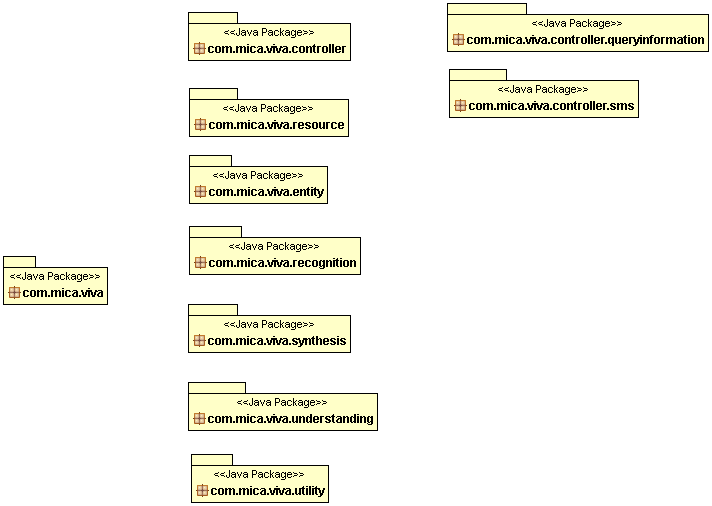 <<Java Package>>
com.mica.viva.controller
<<Java Package>>
com.mica.viva.controller.queryinformation
<<Java Package>>
com.mica.viva.controller.sms
<<Java Package>>
com.mica.viva.resource
<<Java Package>>
com.mica.viva.entity
<<Java Package>>
com.mica.viva.recognition
<<Java Package>>
com.mica.viva
<<Java Package>>
com.mica.viva.synthesis
<<Java Package>>
com.mica.viva.understanding
<<Java Package>>
com.mica.viva.utility